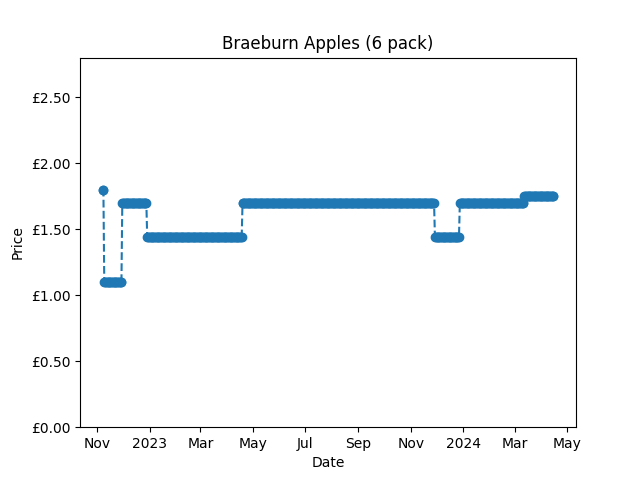 Braeburn Apples (6 pack)
£2.50
£2.00
£1.50
£1.00
£0.50
£0.00
Price
Nov 2023 Mar May Jul Sep Nov 2024 Mar May
Date